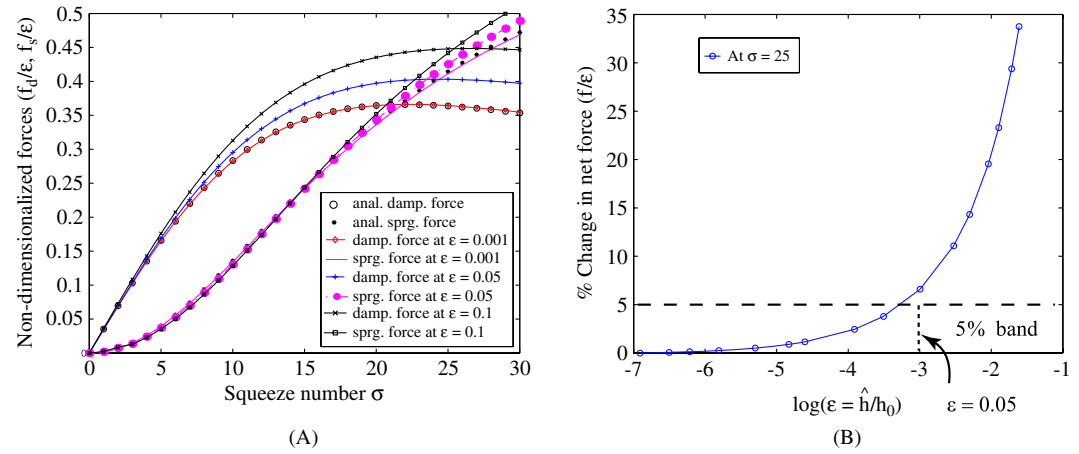 Non-dimensionalized forces (f_d/ε, f_s/ε)
0.5
0.45
0.4
0.35
0.3
0.25
0.2
0.15
0.1
0.05
0
0 5 10 15 20 25 30
Squeeze number σ
anal. damp. force
anal. sprg. force
damp. force at ε = 0.001
sprg. force at ε = 0.001
damp. force at ε = 0.05
sprg. force at ε = 0.05
damp. force at ε = 0.1
sprg. force at ε = 0.1
(A)
% Change in net force (f/ε)
35
30
25
20
15
10
5
0
-7 -6 -5 -4 -3 -2 -1
At σ = 25
5% band
log(ε = ĥ/h₀)
ε = 0.05
(B)